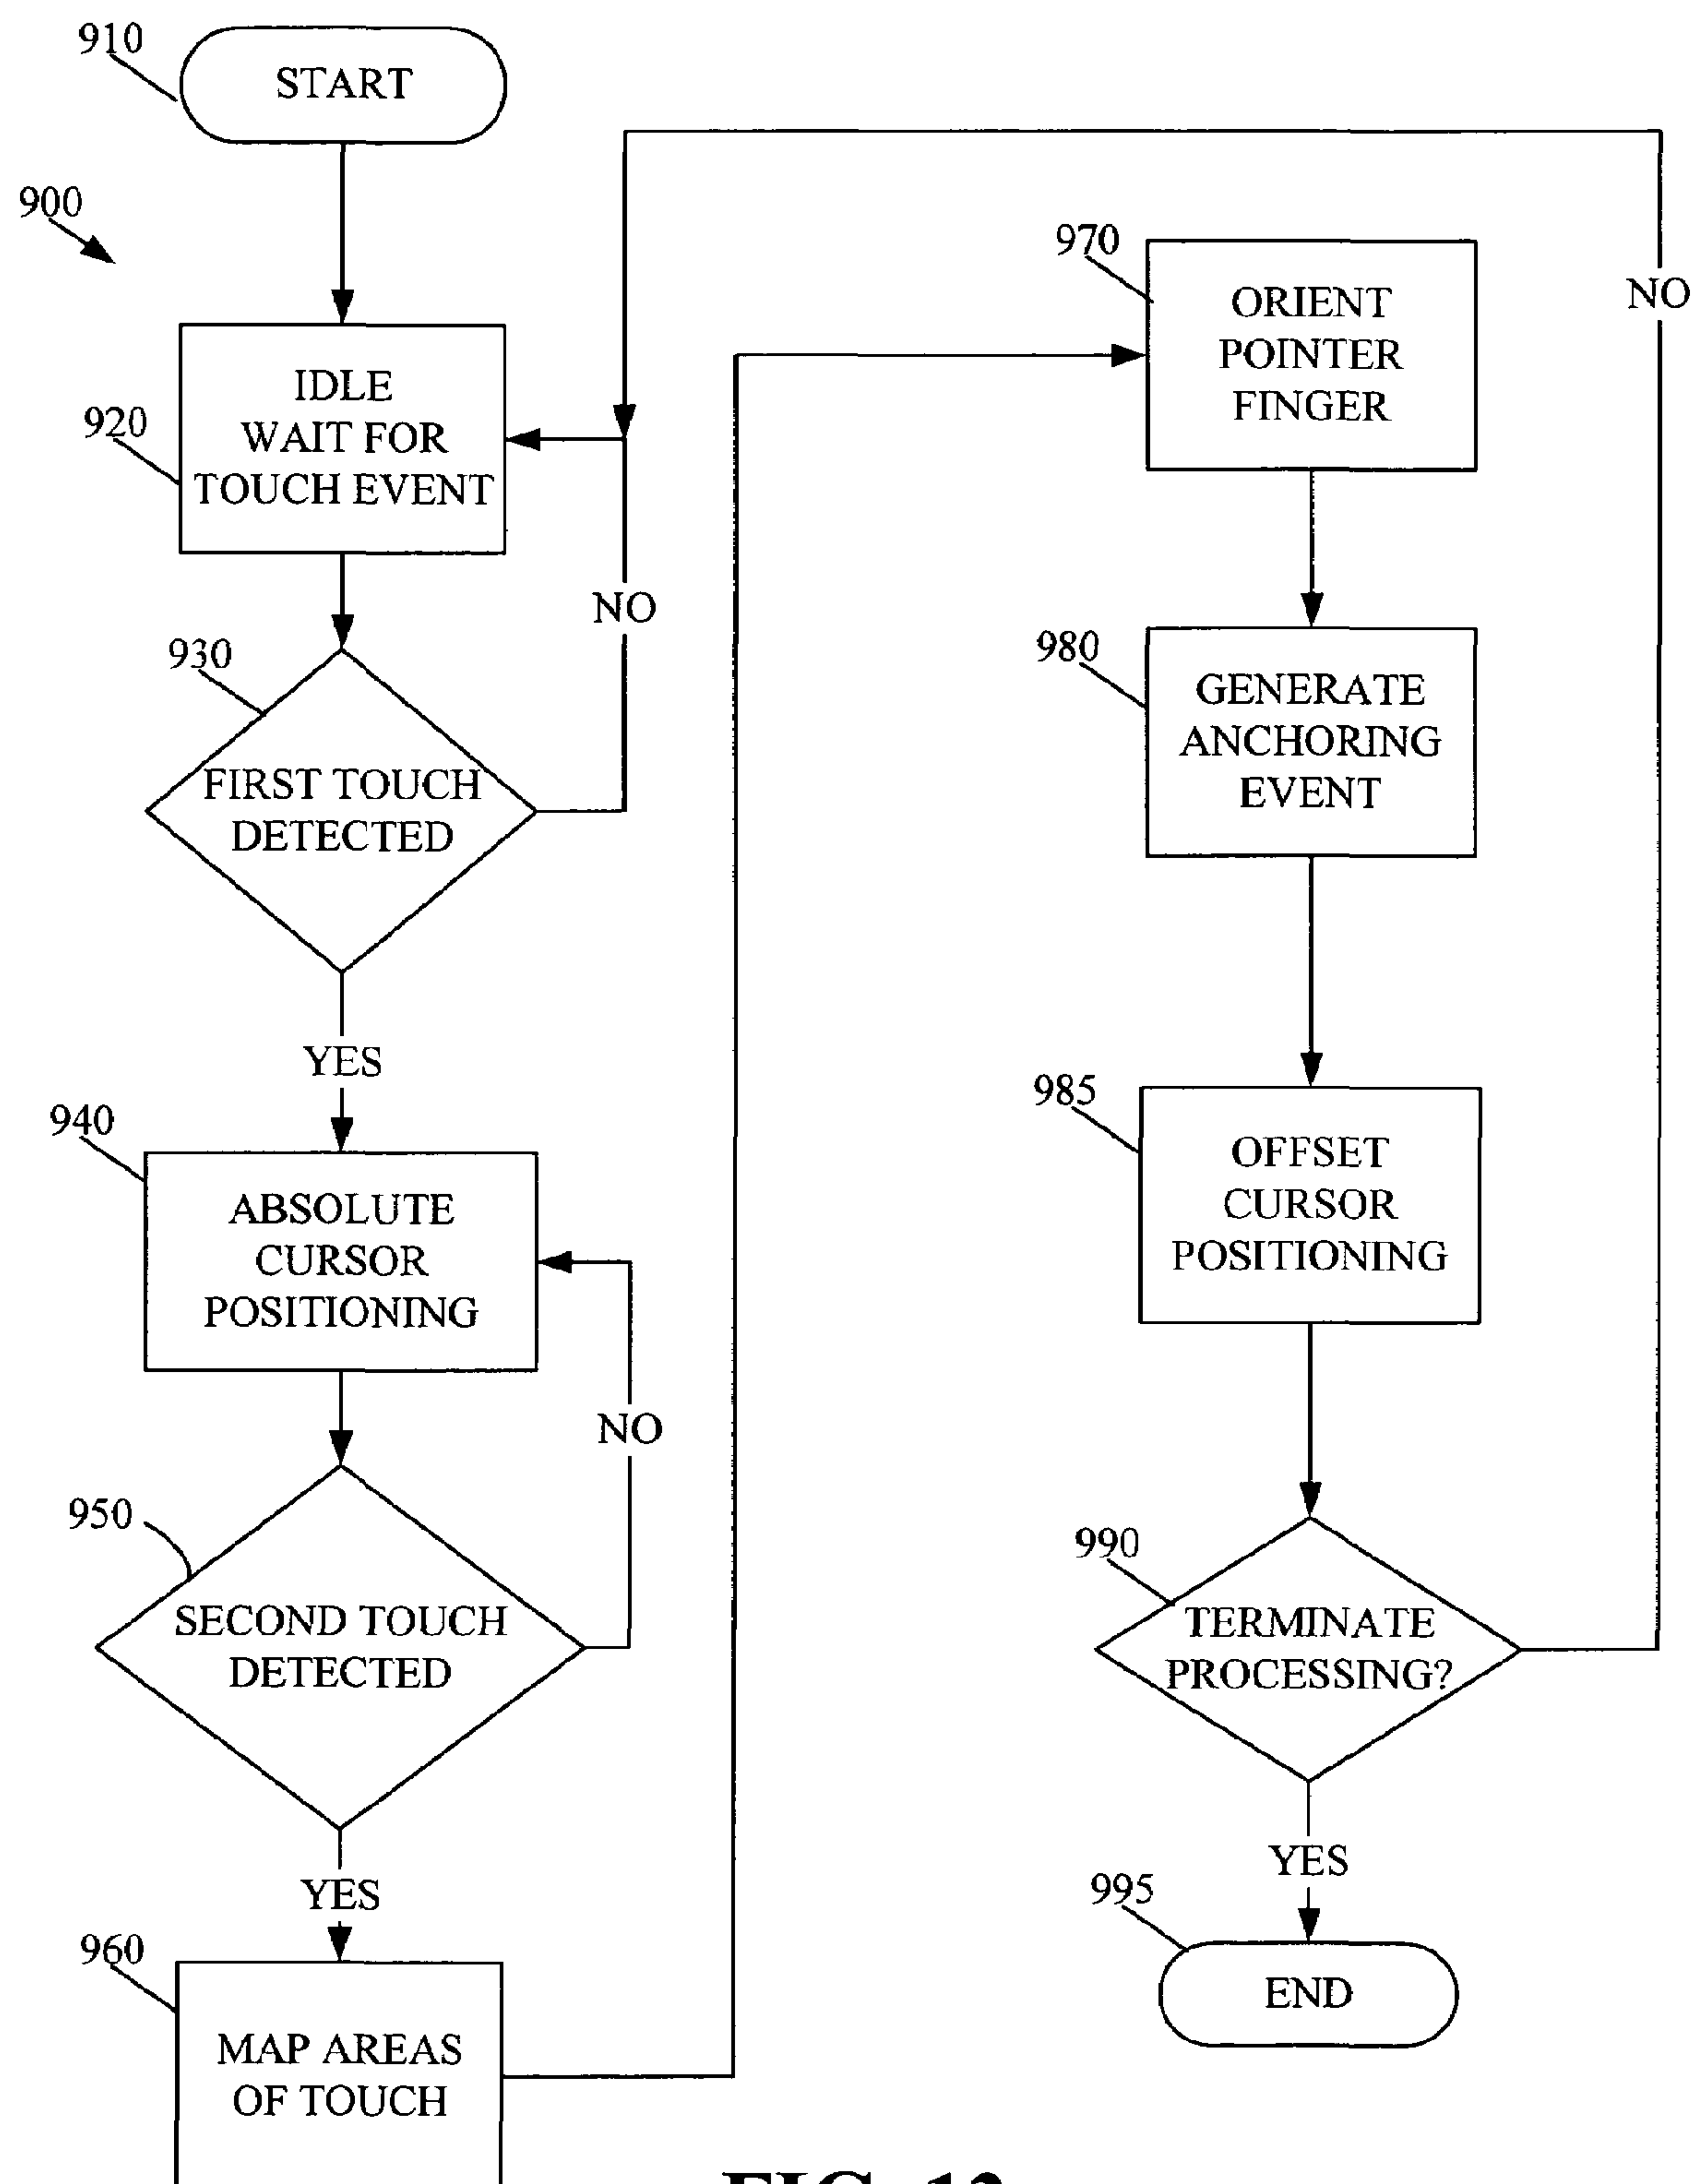 910
START
900
920
IDLE
WAIT FOR
TOUCH EVENT
NO
930
FIRST TOUCH
DETECTED
YES
940
ABSOLUTE
CURSOR
POSITIONING
NO
950
SECOND TOUCH
DETECTED
YES
960
MAP AREAS
OF TOUCH
970
ORIENT
POINTER
FINGER
NO
980
GENERATE
ANCHORING
EVENT
985
OFFSET
CURSOR
POSITIONING
990
TERMINATE
PROCESSING?
YES
995
END